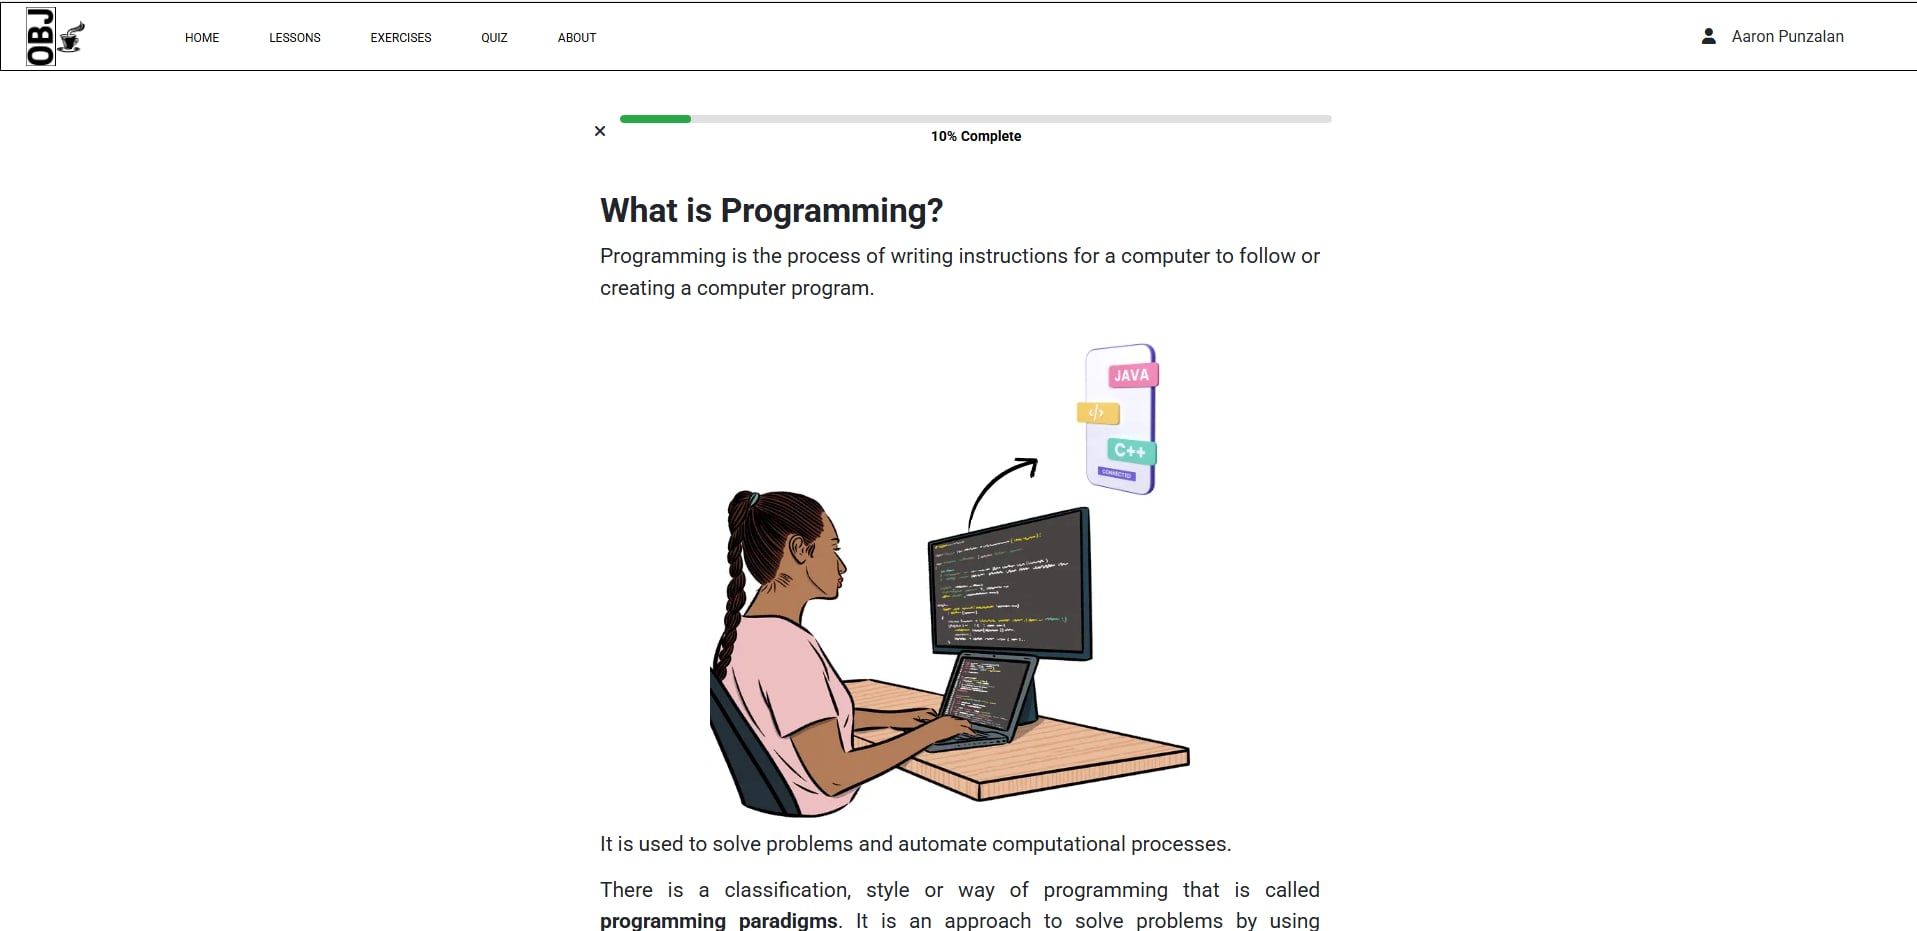 OBJ
HOME LESSONS EXERCISES QUIZ ABOUT
Aaron Punzalan
10% Complete
What is Programming?
Programming is the process of writing instructions for a computer to follow or
creating a computer program.
JAVA
</>
C++
CONNECTED
It is used to solve problems and automate computational processes.
There is a classification, style or way of programming that is called
programming paradigms. It is an approach to solve problems by using